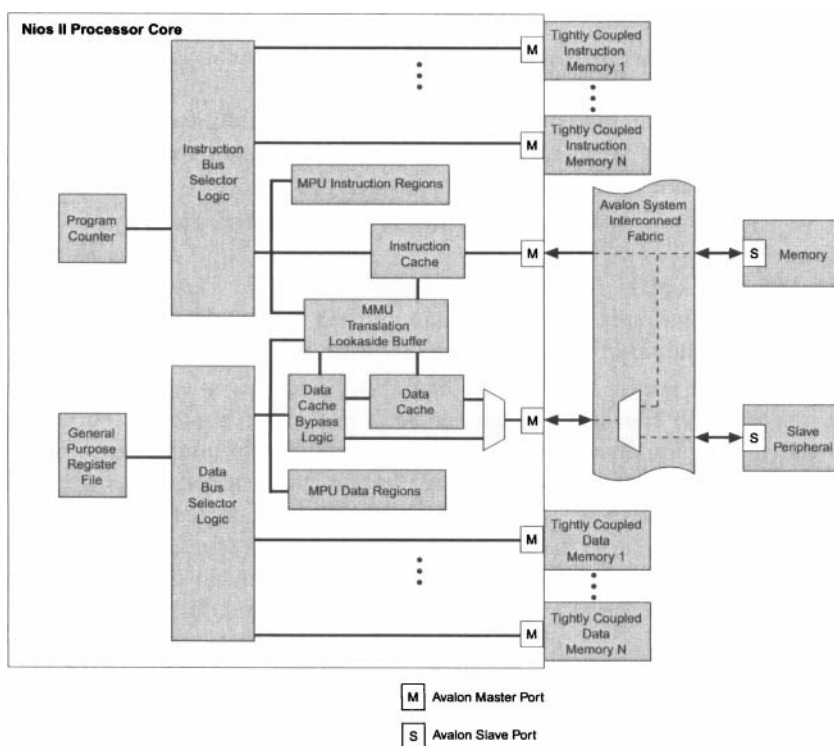 Nios II Processor Core
Tightly Coupled
Instruction
Memory 1
Tightly Coupled
Instruction
Memory N
Instruction
Bus
Selector
Logic
MPU Instruction Regions
Program
Counter
Instruction
Cache
Avalon System
Interconnect
Fabric
Memory
MMU
Translation
Lookaside Buffer
Data
Cache
Bypass
Logic
Data
Cache
General
Purpose
Register
File
Data
Bus
Selector
Logic
MPU Data Regions
Slave
Peripheral
Tightly Coupled
Data
Memory 1
Tightly Coupled
Data
Memory N
M
M
M
M
M
M
S
S
M Avalon Master Port
S Avalon Slave Port